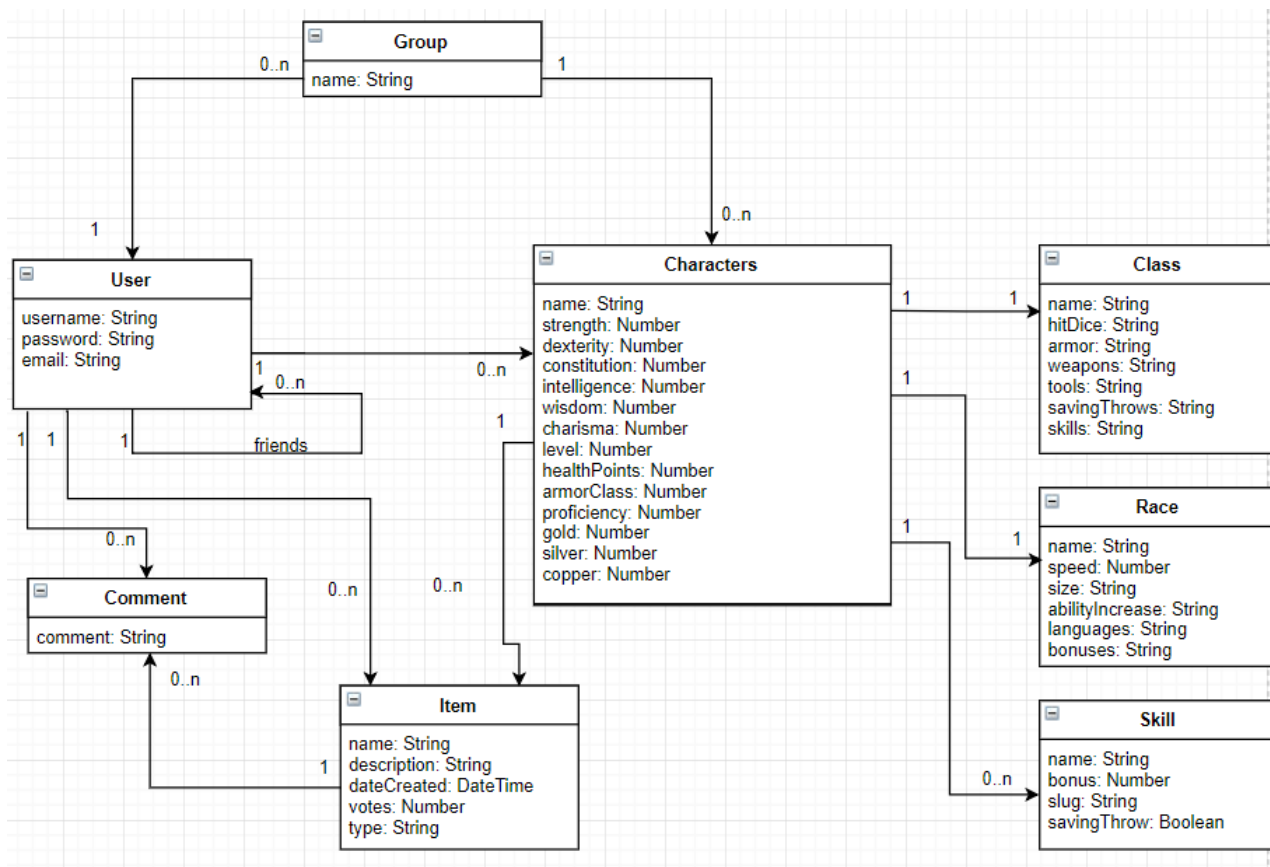 Group
name: String
0..n
1
1
0..n
User
username: String
password: String
email: String
1
0..n
0..n
1
friends
1
1
Characters
name: String
strength: Number
dexterity: Number
constitution: Number
intelligence: Number
wisdom: Number
charisma: Number
level: Number
healthPoints: Number
armorClass: Number
proficiency: Number
gold: Number
silver: Number
copper: Number
1
1
1
1
1
1
0..n
Class
name: String
hitDice: String
armor: String
weapons: String
tools: String
savingThrows: String
skills: String
Race
name: String
speed: Number
size: String
abilityIncrease: String
languages: String
bonuses: String
Skill
name: String
bonus: Number
slug: String
savingThrow: Boolean
0..n
0..n
0..n
Comment
comment: String
0..n
1
Item
name: String
description: String
dateCreated: DateTime
votes: Number
type: String